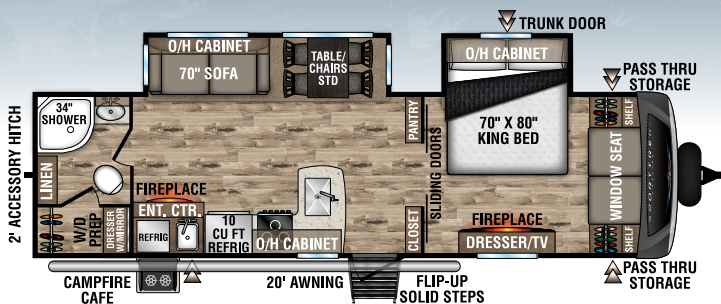 TRUNK DOOR
O/H CABINET
70" SOFA
TABLE/
CHAIRS
STD
O/H CABINET
PASS THRU
STORAGE
2' ACCESSORY HITCH
34"
SHOWER
PANTRY
SLIDING DOORS
70" X 80"
KING BED
SHELF
WINDOW SEAT
SPORTTREK
LINEN
FIREPLACE
ENT. CTR.
W/D
PREP
DRESSER
W/MIRROR
REFRIG
10
CU FT
REFRIG
O/H CABINET
CLOSET
FIREPLACE
DRESSER/TV
SHELF
CAMPFIRE
CAFE
20' AWNING
FLIP-UP
SOLID STEPS
PASS THRU
STORAGE